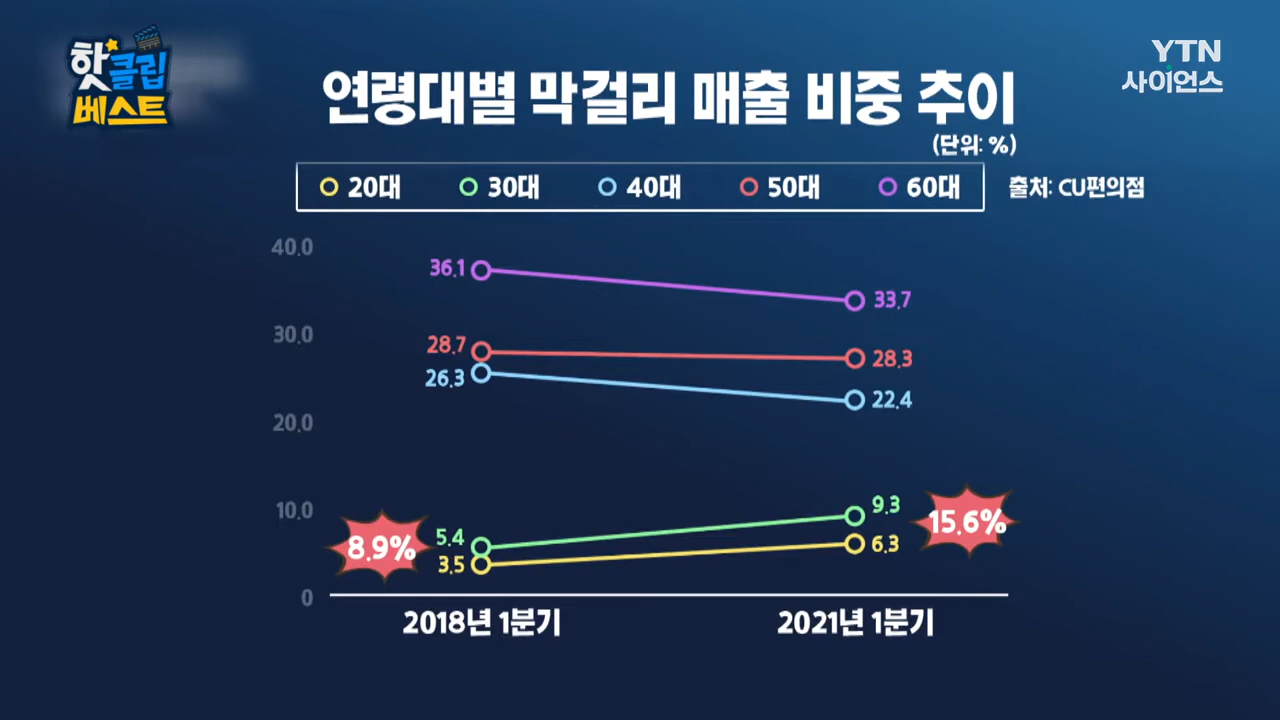 핫클립
베스트
YTN
사이언스
연령대별 막걸리 매출 비중 추이
(단위: %)
20대 30대 40대 50대 60대
출처: CU편의점
40.0
36.1
33.7
30.0
28.7
28.3
26.3
22.4
20.0
10.0
9.3
15.6%
8.9%
5.4
3.5
6.3
0
2018년 1분기 2021년 1분기